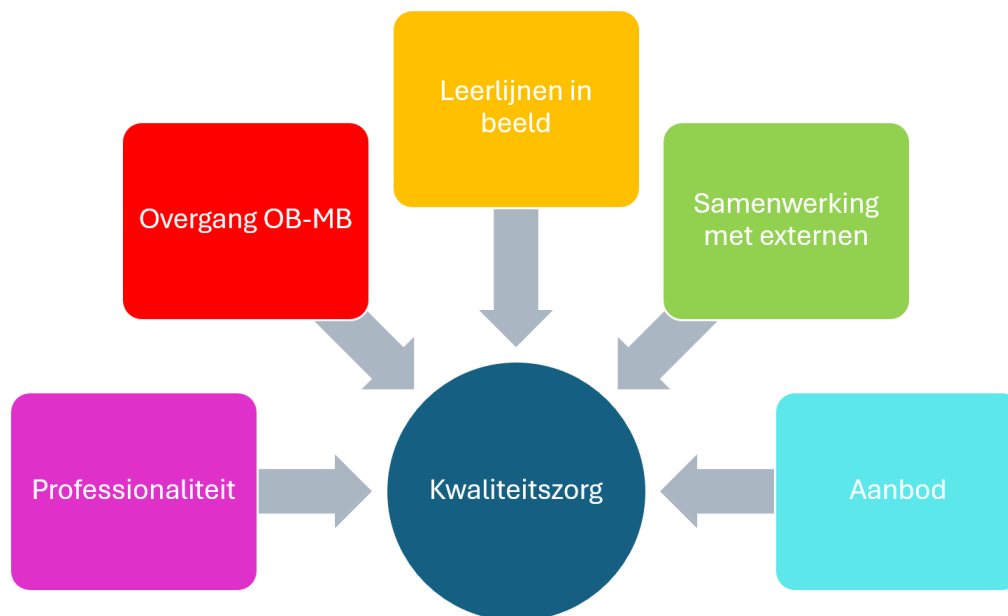 Leerlijnen in
beeld
Overgang OB-MB
Samenwerking
met externen
Professionaliteit
Kwaliteitszorg
Aanbod